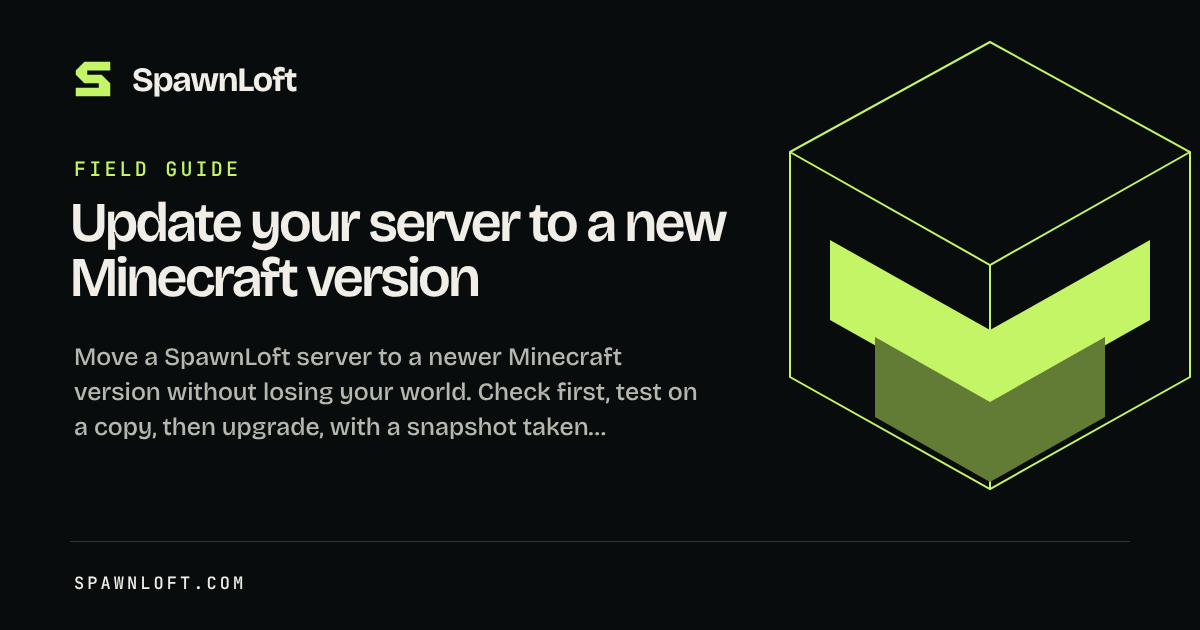 SpawnLoft
FIELD GUIDE
Update your server to a new
Minecraft version
Move a SpawnLoft server to a newer Minecraft
version without losing your world. Check first, test on
a copy, then upgrade, with a snapshot taken...
SPAWNLOFT.COM